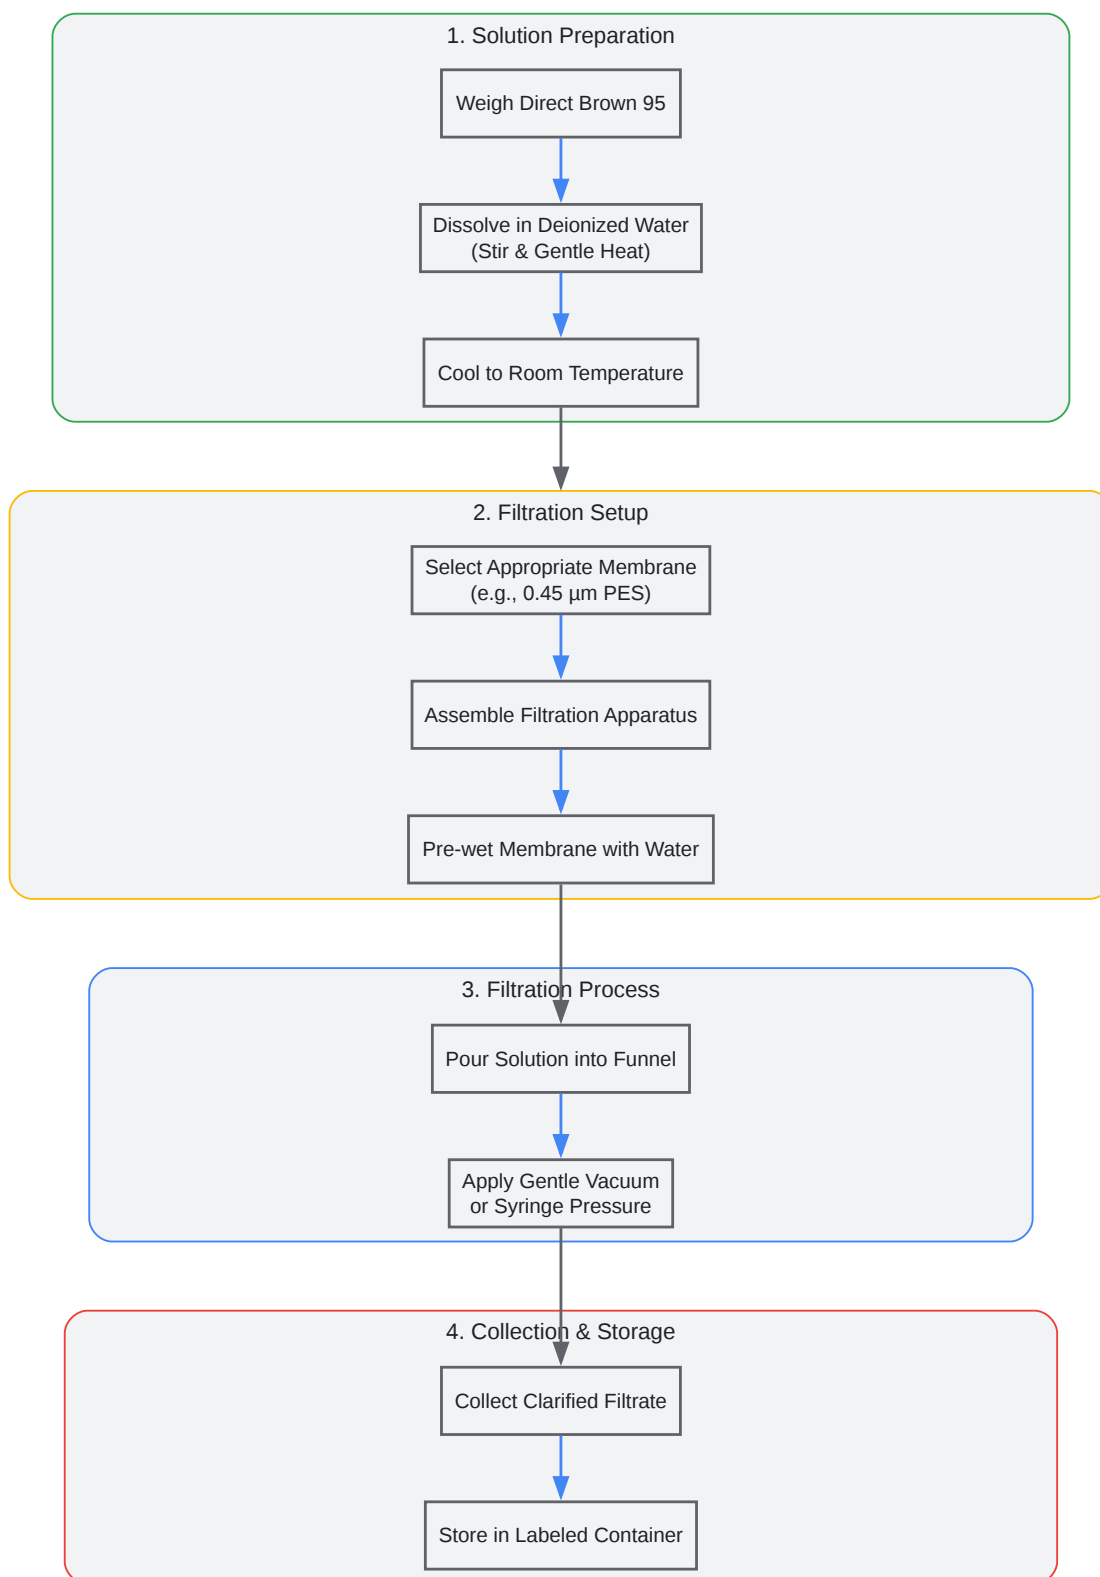 1. Solution Preparation
Weigh Direct Brown 95
Dissolve in Deionized Water
(Stir & Gentle Heat)
Cool to Room Temperature
2. Filtration Setup
Select Appropriate Membrane
(e.g., 0.45 µm PES)
Assemble Filtration Apparatus
Pre-wet Membrane with Water
3. Filtration Process
Pour Solution into Funnel
Apply Gentle Vacuum
or Syringe Pressure
4. Collection & Storage
Collect Clarified Filtrate
Store in Labeled Container